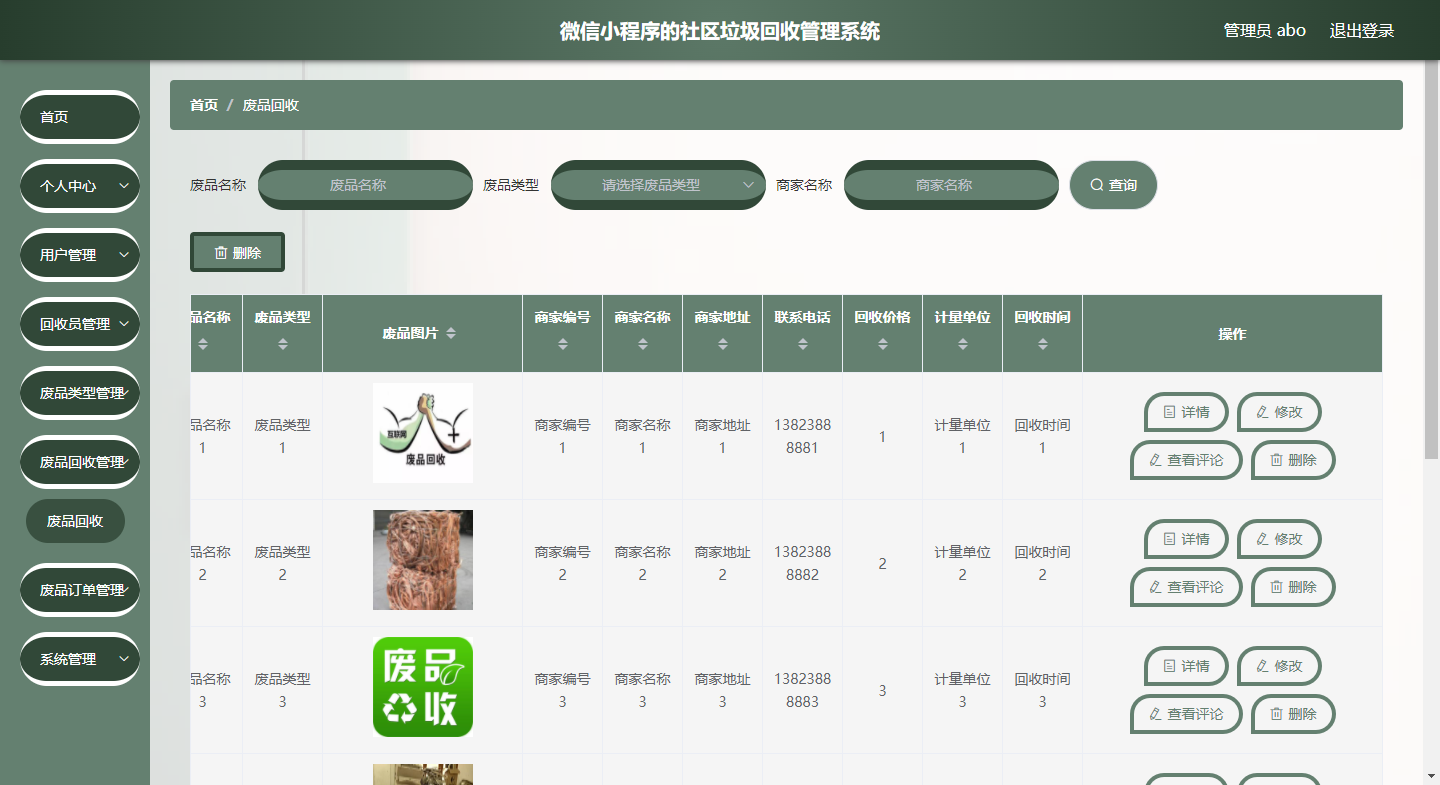 微信小程序的社区垃圾回收管理系统
管理员 abo 退出登录
首页
个人中心
用户管理
回收员管理
废品类型管理
废品回收管理
废品回收
废品订单管理
系统管理
首页 / 废品回收
废品名称 废品名称 废品类型 请选择废品类型 商家名称 商家名称 查询
删除
品名称 废品类型 废品图片 商家编号 商家名称 商家地址 联系电话 回收价格 计量单位 回收时间 操作
品名称1 废品类型1 商家编号1 商家名称1 商家地址1 13823888881 1 计量单位1 回收时间1 详情 修改
查看评论 删除
互联网
+
废品回收
品名称2 废品类型2 商家编号2 商家名称2 商家地址2 13823888882 2 计量单位2 回收时间2 详情 修改
查看评论 删除
品名称3 废品类型3 商家编号3 商家名称3 商家地址3 13823888883 3 计量单位3 回收时间3 详情 修改
查看评论 删除
废品
收